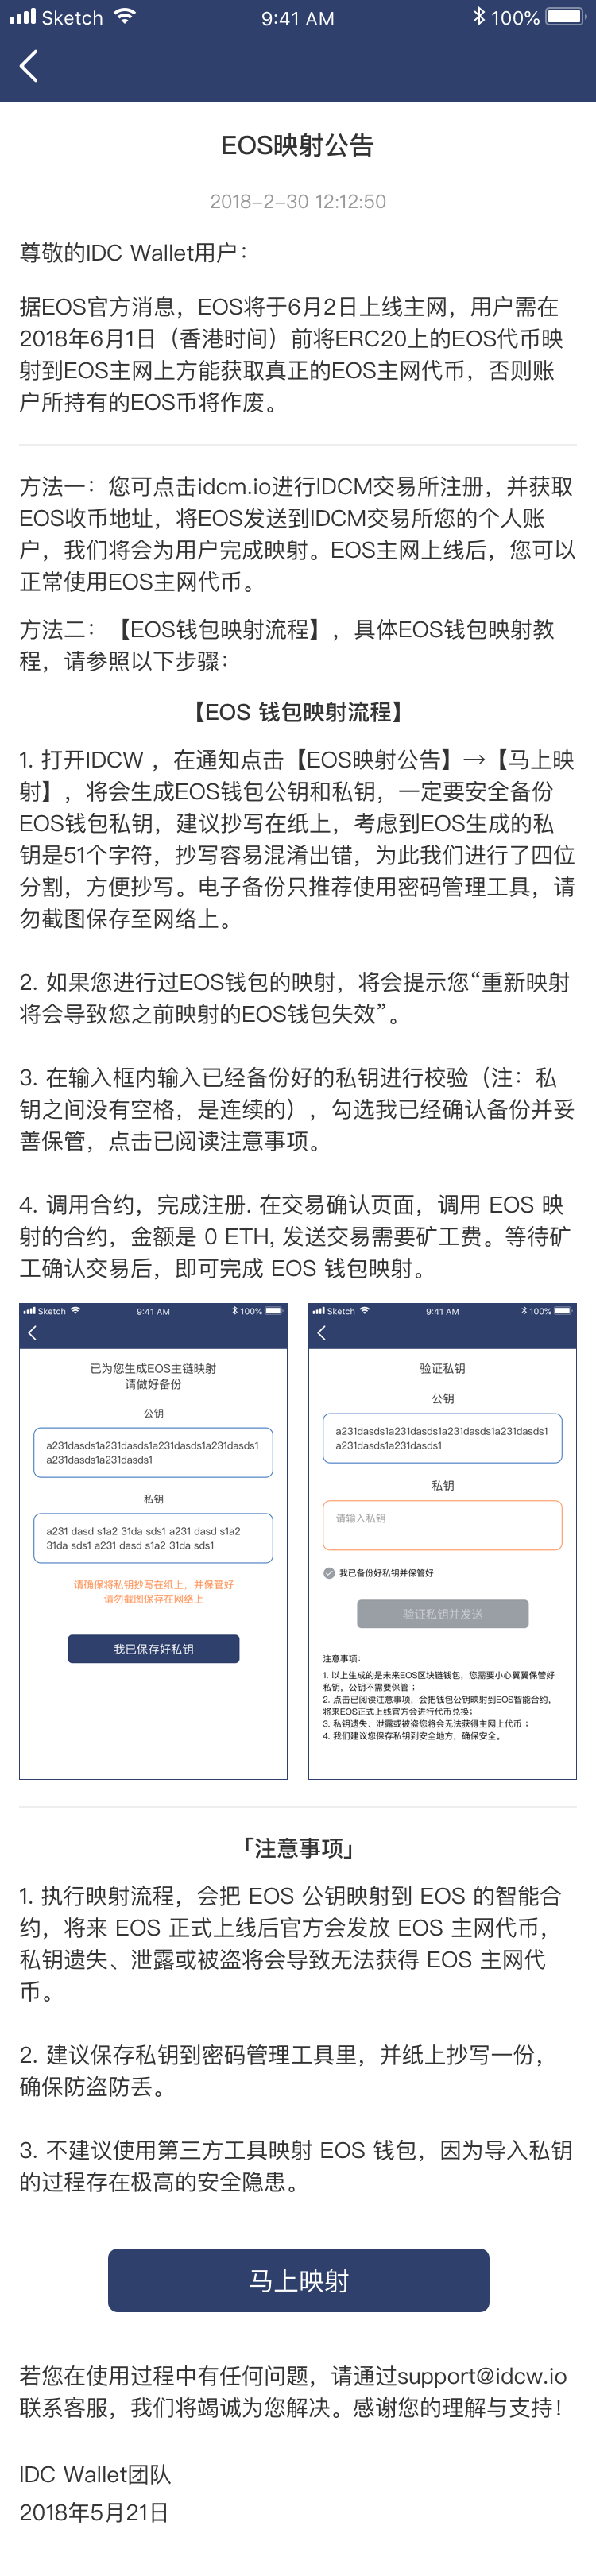 Sketch 9:41 AM 100%
EOS映射公告
2018-2-30 12:12:50
尊敬的IDC Wallet用户：
据EOS官方消息，EOS将于6月2日上线主网，用户需在
2018年6月1日（香港时间）前将ERC20上的EOS代币映
射到EOS主网上方能获取真正的EOS主网代币，否则账
户所持有的EOS币将作废。
方法一：您可点击idcm.io进行IDCM交易所注册，并获取
EOS收币地址，将EOS发送到IDCM交易所您的个人账
户，我们将会为用户完成映射。EOS主网上线后，您可以
正常使用EOS主网代币。
方法二：【EOS钱包映射流程】，具体EOS钱包映射教
程，请参照以下步骤：
【EOS 钱包映射流程】
1. 打开IDCW ，在通知点击【EOS映射公告】→【马上映
射】，将会生成EOS钱包公钥和私钥，一定要安全备份
EOS钱包私钥，建议抄写在纸上，考虑到EOS生成的私
钥是51个字符，抄写容易混淆出错，为此我们进行了四位
分割，方便抄写。电子备份只推荐使用密码管理工具，请
勿截图保存至网络上。
2. 如果您进行过EOS钱包的映射，将会提示您“重新映射
将会导致您之前映射的EOS钱包失效”。
3. 在输入框内输入已经备份好的私钥进行校验（注：私
钥之间没有空格，是连续的），勾选我已经确认备份并妥
善保管，点击已阅读注意事项。
4. 调用合约，完成注册. 在交易确认页面，调用 EOS 映
射的合约，金额是 0 ETH, 发送交易需要矿工费。等待矿
工确认交易后，即可完成 EOS 钱包映射。
Sketch 9:41 AM 100%
已为您生成EOS主链映射
请做好备份
公钥
a231dasds1a231dasds1a231dasds1a231dasds1
a231dasds1a231dasds1
私钥
a231 dasd s1a2 31da sds1 a231 dasd s1a2
31da sds1 a231 dasd s1a2 31da sds1
请确保将私钥抄写在纸上，并保管好
请勿截图保存在网络上
我已保存好私钥
Sketch 9:41 AM 100%
验证私钥
公钥
a231dasds1a231dasds1a231dasds1a231dasds1
a231dasds1a231dasds1
私钥
请输入私钥
我已备份好私钥并保管好
验证私钥并发送
注意事项：
1. 以上生成的是未来EOS区块链钱包，您需要小心翼翼保管好
私钥，公钥不需要保管；
2. 点击已阅读注意事项，会把钱包公钥映射到EOS智能合约，
将来EOS正式上线官方会进行代币兑换；
3. 私钥遗失、泄露或被盗您将会无法获得主网上代币；
4. 我们建议您保存私钥到安全地方，确保安全。
「注意事项」
1. 执行映射流程，会把 EOS 公钥映射到 EOS 的智能合
约，将来 EOS 正式上线后官方会发放 EOS 主网代币，
私钥遗失、泄露或被盗将会导致无法获得 EOS 主网代
币。
2. 建议保存私钥到密码管理工具里，并纸上抄写一份，
确保防盗防丢。
3. 不建议使用第三方工具映射 EOS 钱包，因为导入私钥
的过程存在极高的安全隐患。
马上映射
若您在使用过程中有任何问题，请通过support@idcw.io
联系客服，我们将竭诚为您解决。感谢您的理解与支持！
IDC Wallet团队
2018年5月21日